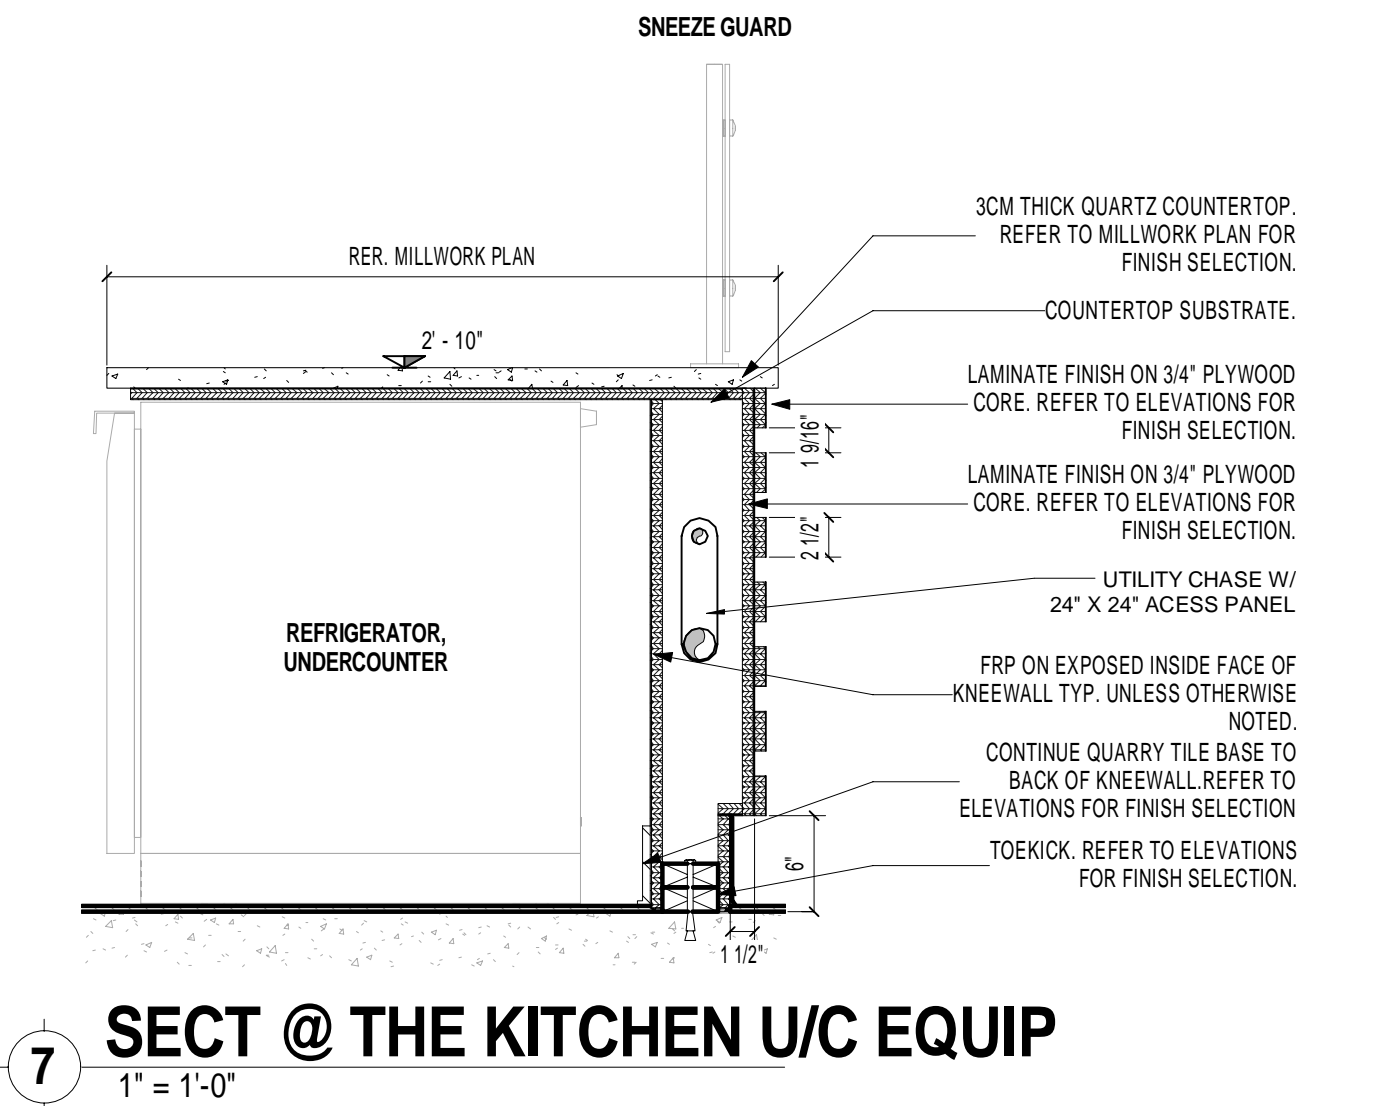 SNEEZE GUARD
RER. MILLWORK PLAN
2' - 10"
3CM THICK QUARTZ COUNTERTOP.
REFER TO MILLWORK PLAN FOR
FINISH SELECTION.
COUNTERTOP SUBSTRATE.
LAMINATE FINISH ON 3/4" PLYWOOD
CORE. REFER TO ELEVATIONS FOR
FINISH SELECTION.
1 9/16"
LAMINATE FINISH ON 3/4" PLYWOOD
CORE. REFER TO ELEVATIONS FOR
FINISH SELECTION.
2 1/2"
UTILITY CHASE W/
24" X 24" ACESS PANEL
REFRIGERATOR,
UNDERCOUNTER
FRP ON EXPOSED INSIDE FACE OF
KNEEWALL TYP. UNLESS OTHERWISE
NOTED.
CONTINUE QUARRY TILE BASE TO
BACK OF KNEEWALL.REFER TO
ELEVATIONS FOR FINISH SELECTION
TOEKICK. REFER TO ELEVATIONS
FOR FINISH SELECTION.
6"
1 1/2"
7
SECT @ THE KITCHEN U/C EQUIP
1" = 1'-0"